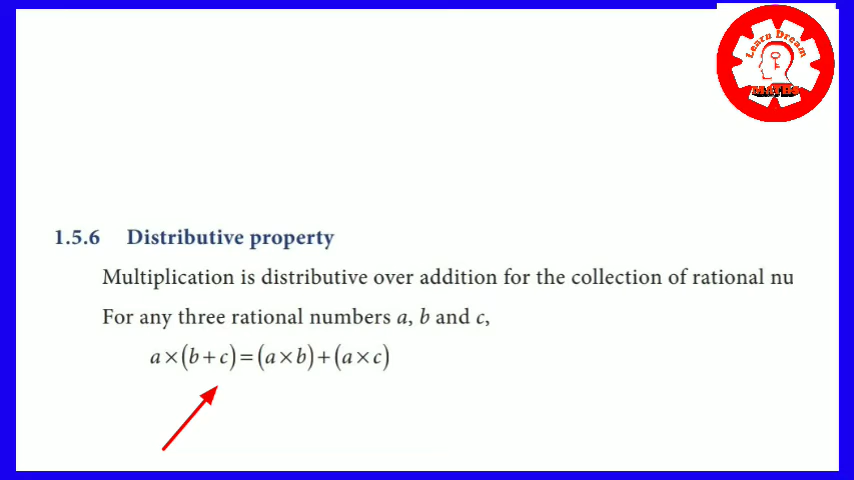 Learn Dream
MATHS
1.5.6 Distributive property
Multiplication is distributive over addition for the collection of rational nu
For any three rational numbers a, b and c,
a×(b+c)=(a×b)+(a×c)